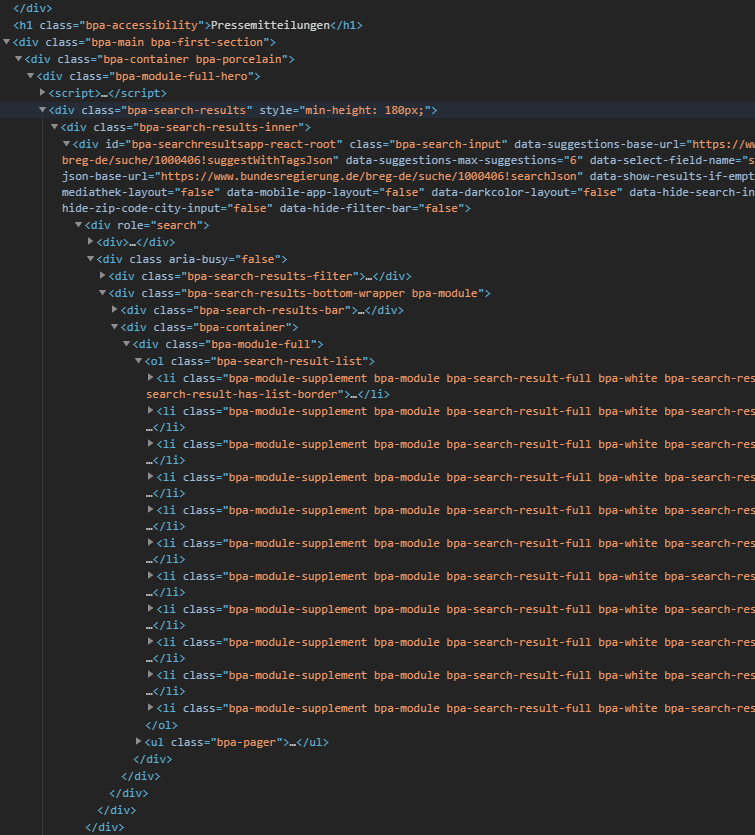 </div>
<h1 class="bpa-accessibility">Pressemitteilungen</h1>
<div class="bpa-main bpa-first-section">
<div class="bpa-container bpa-porcelain">
<div class="bpa-module-full-hero">
<script>…</script>
<div class="bpa-search-results" style="min-height: 180px;">
<div class="bpa-search-results-inner">
<div id="bpa-searchresultsapp-react-root" class="bpa-search-input" data-suggestions-base-url="https://ww
breg-de/suche/1000406!suggestWithTagsJson" data-suggestions-max-suggestions="6" data-select-field-name="s
json-base-url="https://www.bundesregierung.de/breg-de/suche/1000406!searchJson" data-show-results-if-empt
mediathek-layout="false" data-mobile-app-layout="false" data-darkcolor-layout="false" data-hide-search-in
hide-zip-code-city-input="false" data-hide-filter-bar="false">
<div role="search">
<div>…</div>
<div class aria-busy="false">
<div class="bpa-search-results-filter">…</div>
<div class="bpa-search-results-bottom-wrapper bpa-module">
<div class="bpa-search-results-bar">…</div>
<div class="bpa-container">
<div class="bpa-module-full">
<ol class="bpa-search-result-list">
<li class="bpa-module-supplement bpa-module bpa-search-result-full bpa-white bpa-search-res
search-result-has-list-border">…</li>
<li class="bpa-module-supplement bpa-module bpa-search-result-full bpa-white bpa-search-res
…</li>
<li class="bpa-module-supplement bpa-module bpa-search-result-full bpa-white bpa-search-res
…</li>
<li class="bpa-module-supplement bpa-module bpa-search-result-full bpa-white bpa-search-res
…</li>
<li class="bpa-module-supplement bpa-module bpa-search-result-full bpa-white bpa-search-res
…</li>
<li class="bpa-module-supplement bpa-module bpa-search-result-full bpa-white bpa-search-res
…</li>
<li class="bpa-module-supplement bpa-module bpa-search-result-full bpa-white bpa-search-res
…</li>
<li class="bpa-module-supplement bpa-module bpa-search-result-full bpa-white bpa-search-res
…</li>
<li class="bpa-module-supplement bpa-module bpa-search-result-full bpa-white bpa-search-res
…</li>
<li class="bpa-module-supplement bpa-module bpa-search-result-full bpa-white bpa-search-res
…</li>
<li class="bpa-module-supplement bpa-module bpa-search-result-full bpa-white bpa-search-res
</ol>
<ul class="bpa-pager">…</ul>
</div>
</div>
</div>
</div>
</div>